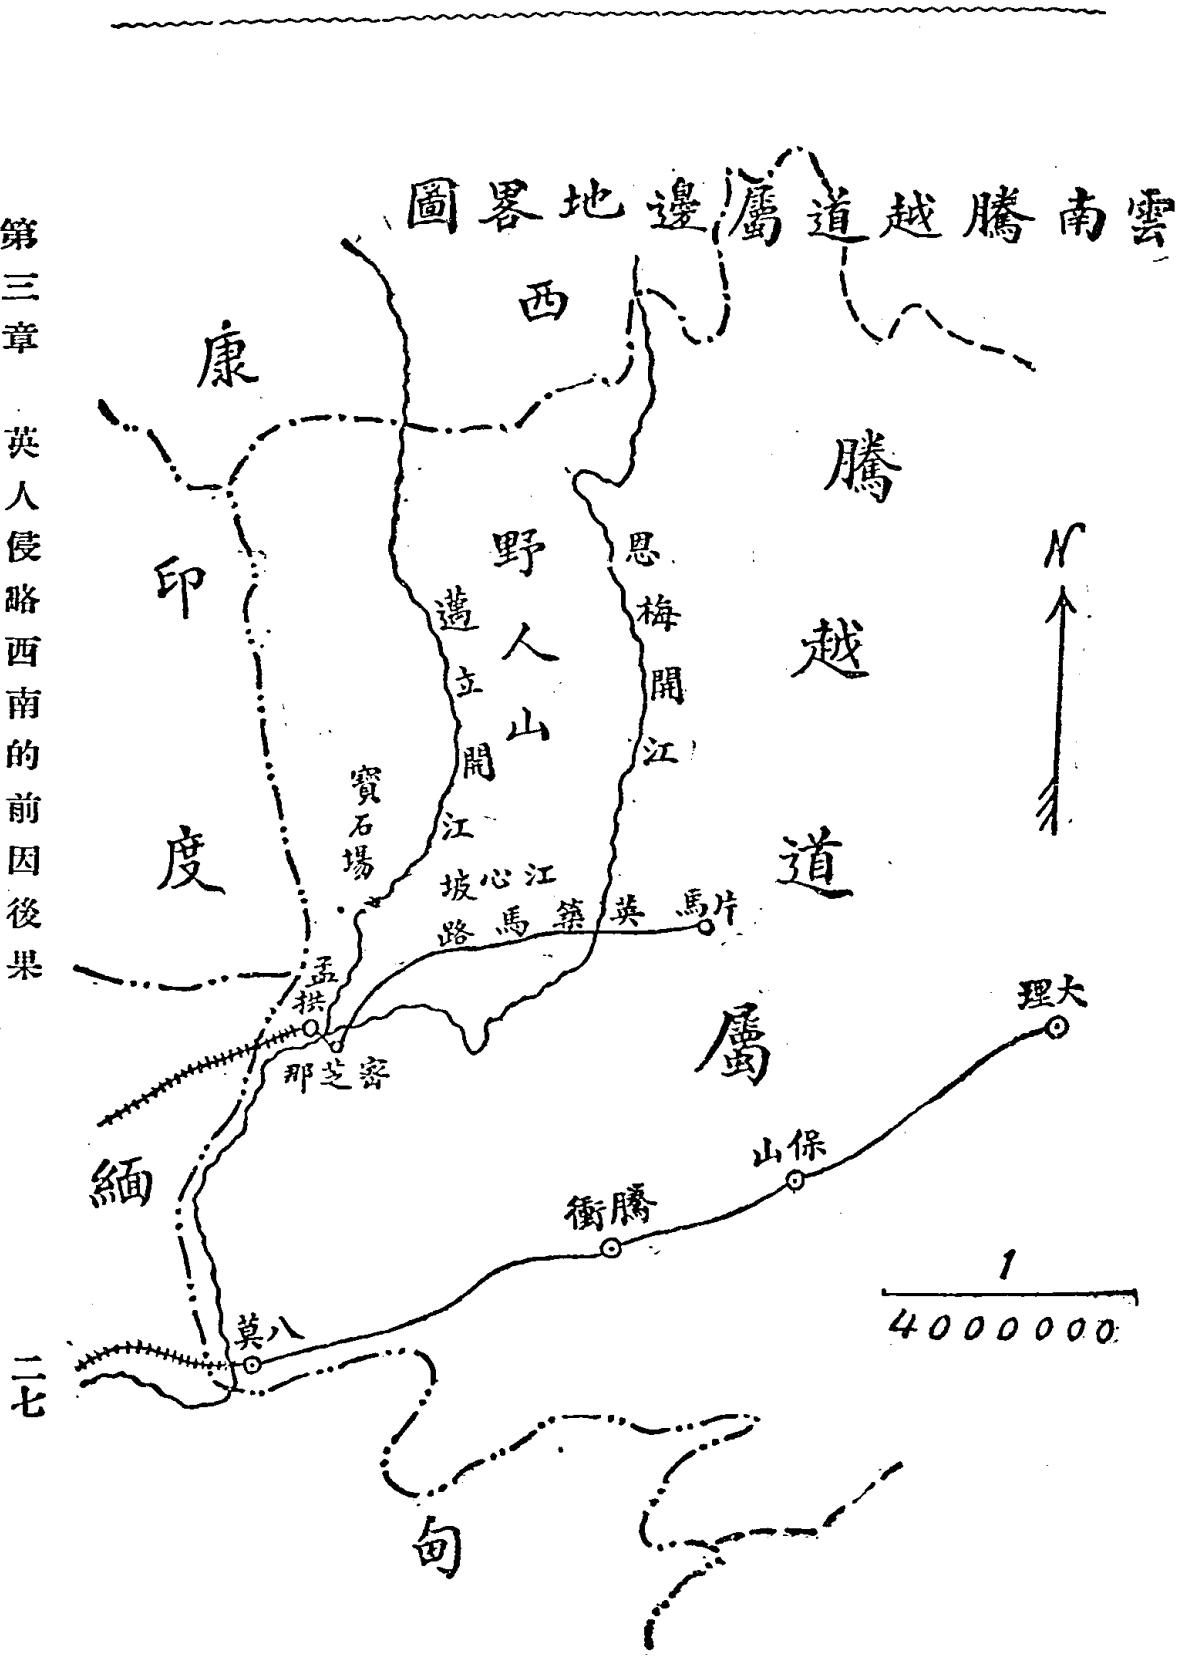 雲南騰越道屬邊地畧圖
第三章 英人侵略西南的前因後果
二七
西
康
印
度
緬
甸
騰
越
道
屬
野人山
恩梅開江
邁立開江
寶石場
江心坡
片馬
英築馬路
孟拱
密芝那
大理
保山
騰衝
八莫
N
1
4000000